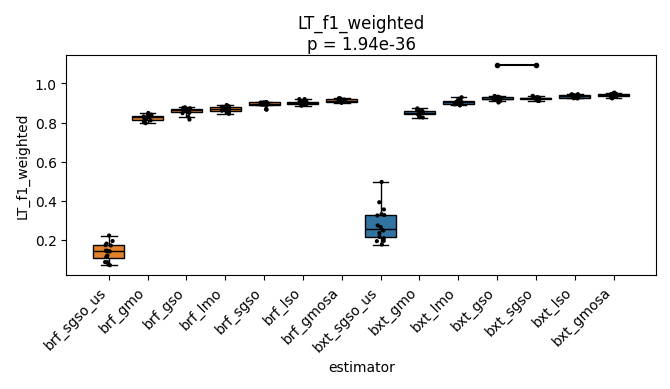 LT_f1_weighted
p = 1.94e-36
LT_f1_weighted
1.0
0.8
0.6
0.4
0.2
brf_sgso_us
brf_gmo
brf_gso
brf_lmo
brf_sgso
brf_lso
brf_gmosa
bxt_sgso_us
bxt_gmo
bxt_lmo
bxt_gso
bxt_sgso
bxt_lso
bxt_gmosa
estimator